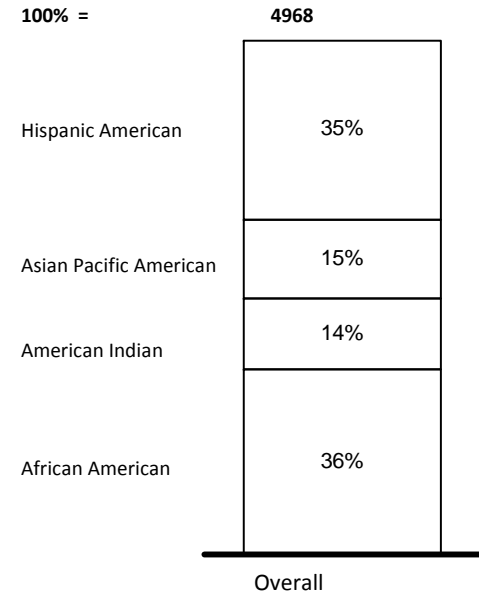 100% = 4968
Hispanic American 35%
Asian Pacific American 15%
American Indian 14%
African American 36%
Overall